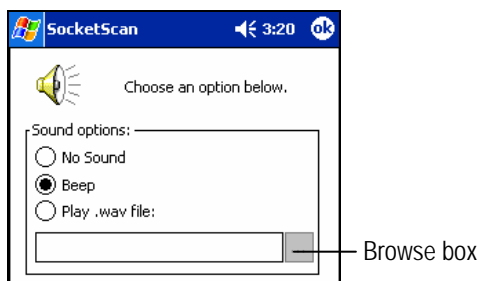 SocketScan 3:20 ok
Choose an option below.
Sound options:
No Sound
Beep
Play .wav file:
Browse box